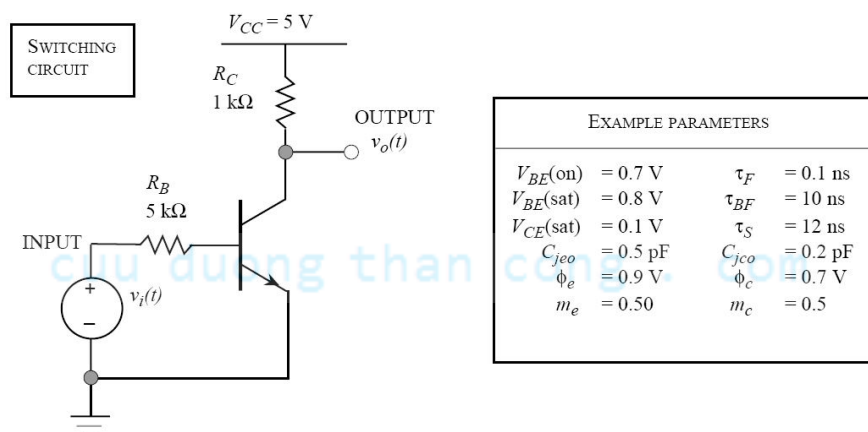 V_CC = 5 V
SWITCHING
CIRCUIT
R_C
1 kΩ
OUTPUT
v_o(t)
R_B
5 kΩ
INPUT
+
v_i(t)
−
EXAMPLE PARAMETERS
V_BE(on) = 0.7 V τ_F = 0.1 ns
V_BE(sat) = 0.8 V τ_BF = 10 ns
V_CE(sat) = 0.1 V τ_S = 12 ns
C_jeo = 0.5 pF C_jco = 0.2 pF
ϕ_e = 0.9 V ϕ_c = 0.7 V
m_e = 0.50 m_c = 0.5
cuu duong than cong . com